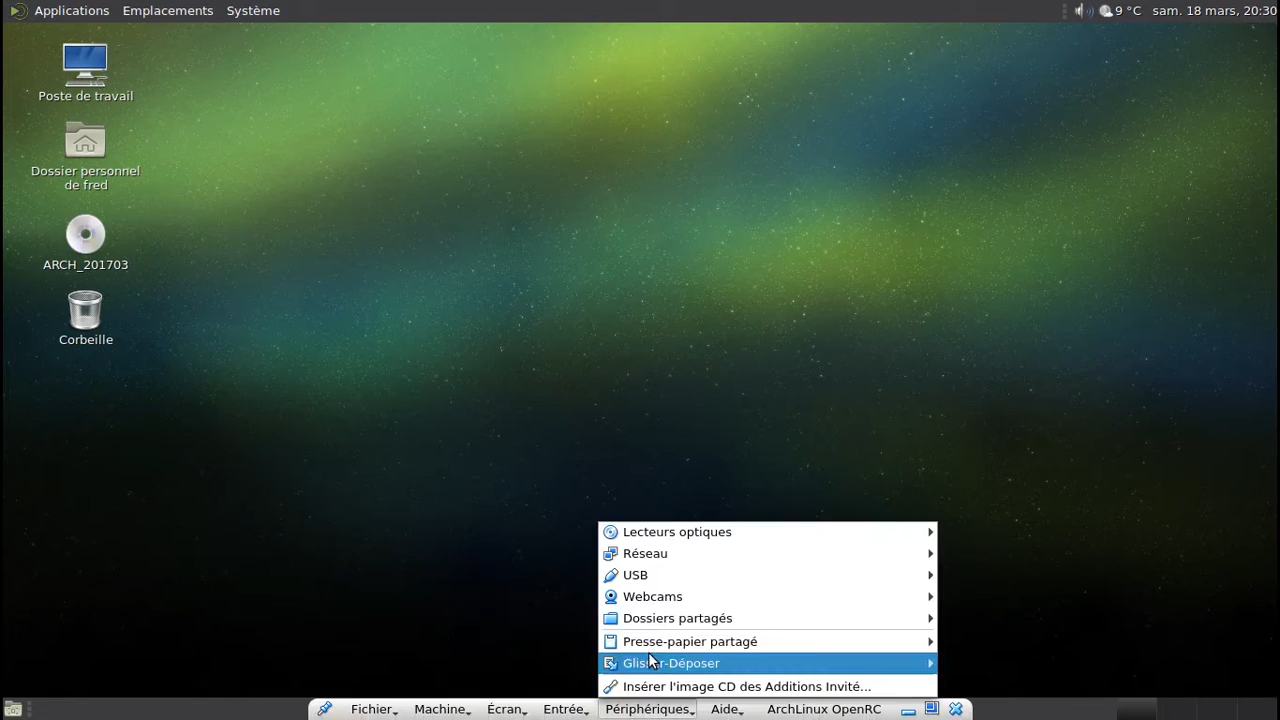 Applications Emplacements Système
9 °C sam. 18 mars, 20:30
Poste de travail
Dossier personnel
de fred
ARCH_201703
Corbeille
Lecteurs optiques
Réseau
USB
Webcams
Dossiers partagés
Presse-papier partagé
Glisser-Déposer
Insérer l'image CD des Additions Invité...
Fichier Machine Écran Entrée Périphériques Aide ArchLinux OpenRC